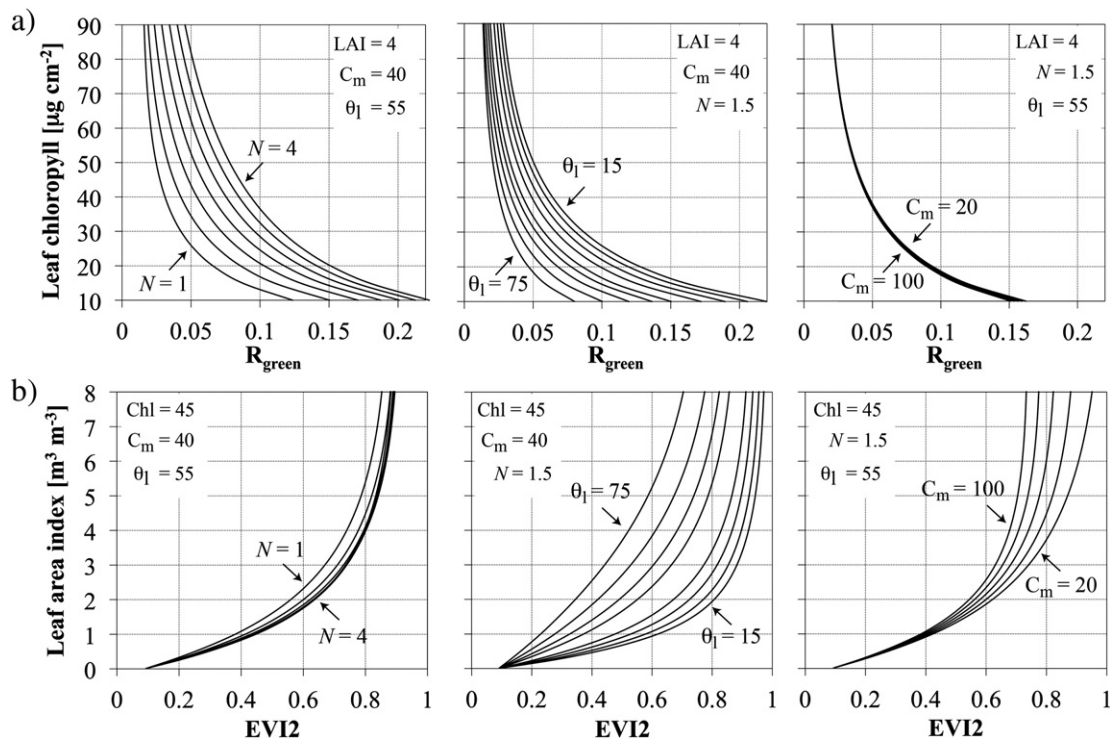 a)
Leaf chloropyll [µg cm-2]
90
80
70
60
50
40
30
20
10
LAI = 4
Cm = 40
θl = 55
N = 4
N = 1
0
0.05
0.1
0.15
0.2
Rgreen
LAI = 4
Cm = 40
N = 1.5
θl = 15
θl = 75
0
0.05
0.1
0.15
0.2
Rgreen
LAI = 4
N = 1.5
θl = 55
Cm = 20
Cm = 100
0
0.05
0.1
0.15
0.2
Rgreen
b)
Leaf area index [m3 m-3]
8
7
6
5
4
3
2
1
0
Chl = 45
Cm = 40
θl = 55
N = 1
N = 4
0
0.2
0.4
0.6
0.8
1
EVI2
Chl = 45
Cm = 40
N = 1.5
θl = 75
θl = 15
0
0.2
0.4
0.6
0.8
1
EVI2
Chl = 45
N = 1.5
θl = 55
Cm = 100
Cm = 20
0
0.2
0.4
0.6
0.8
1
EVI2